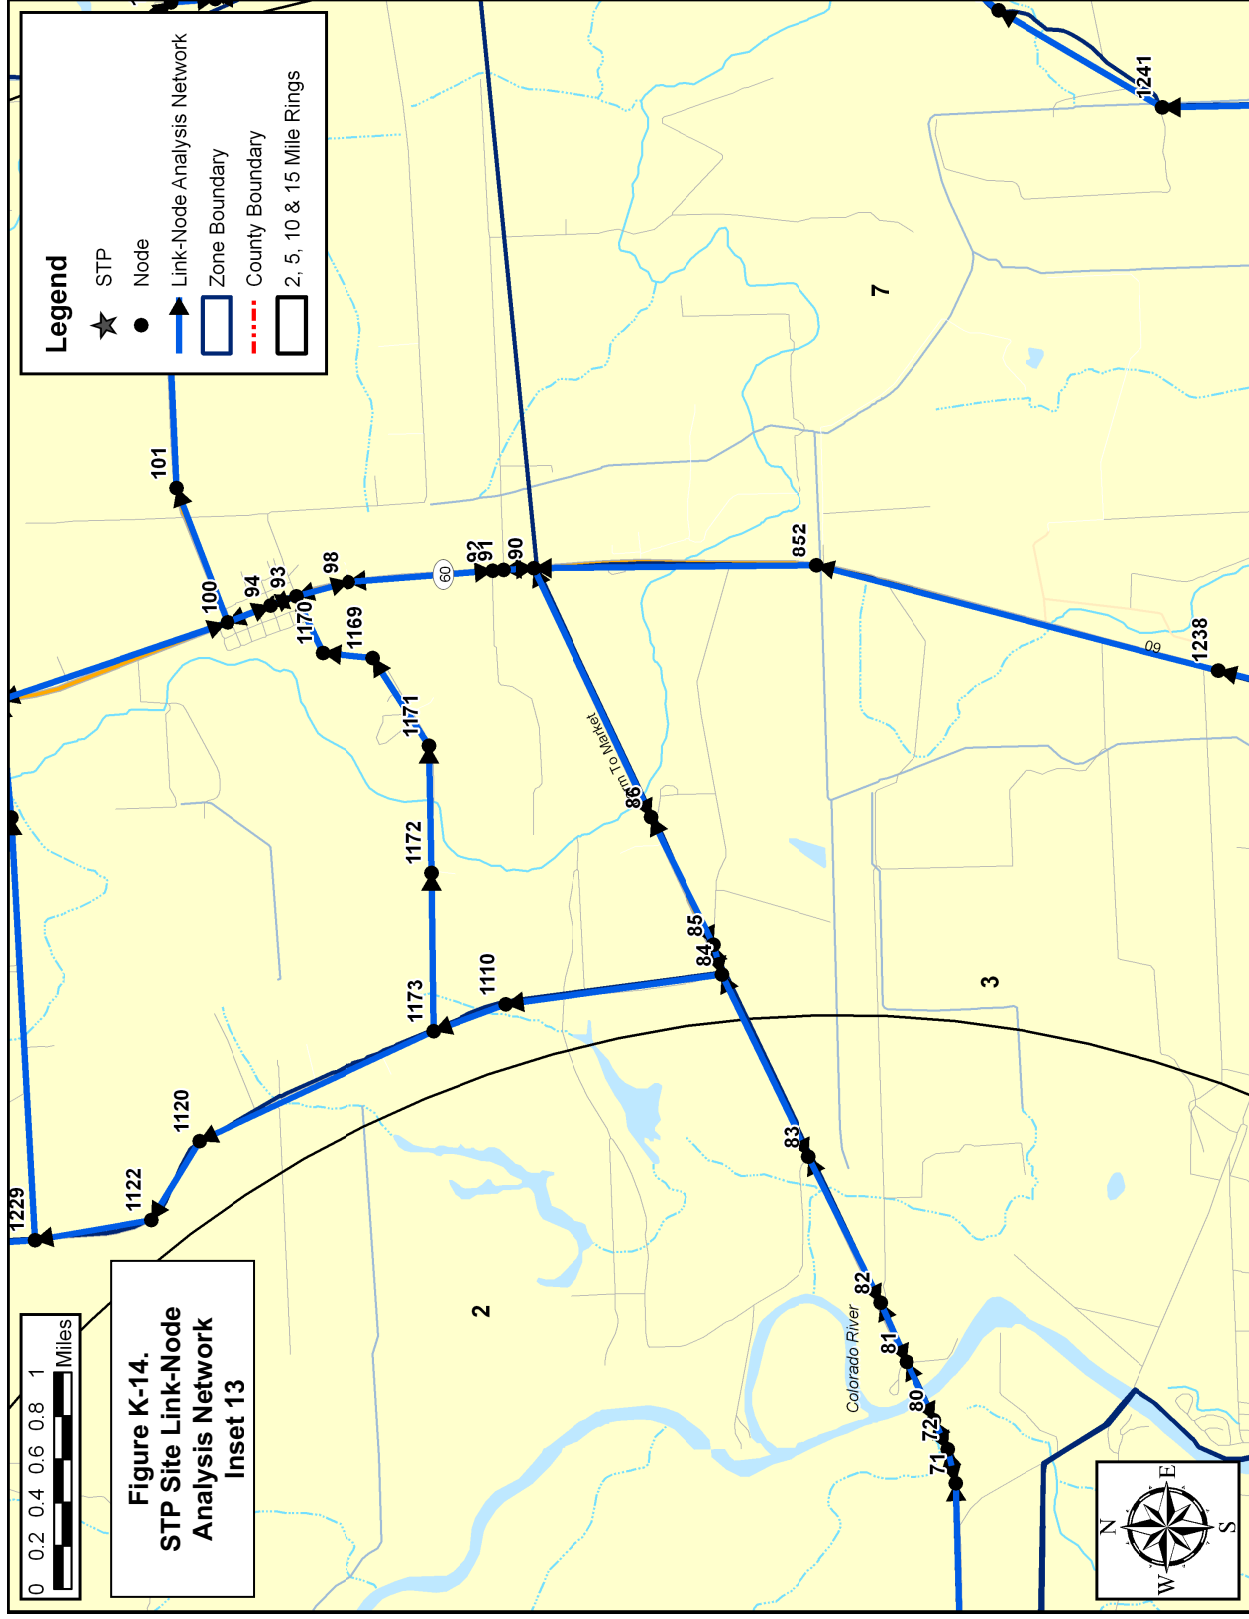 Legend
STP
Node
Link-Node Analysis Network
Zone Boundary
County Boundary
2, 5, 10 & 15 Mile Rings
Figure K-14.
STP Site Link-Node
Analysis Network
Inset 13
0 0.2 0.4 0.6 0.8 1
Miles
N
W E
S
1229
1122
1120
1173
1110
1172
1171
1169
1170
100
101
94
93
98
60
92
91
90
852
1238
60
1241
7
3
2
To Market
86
85
84
83
82
81
80
72
71
Colorado River